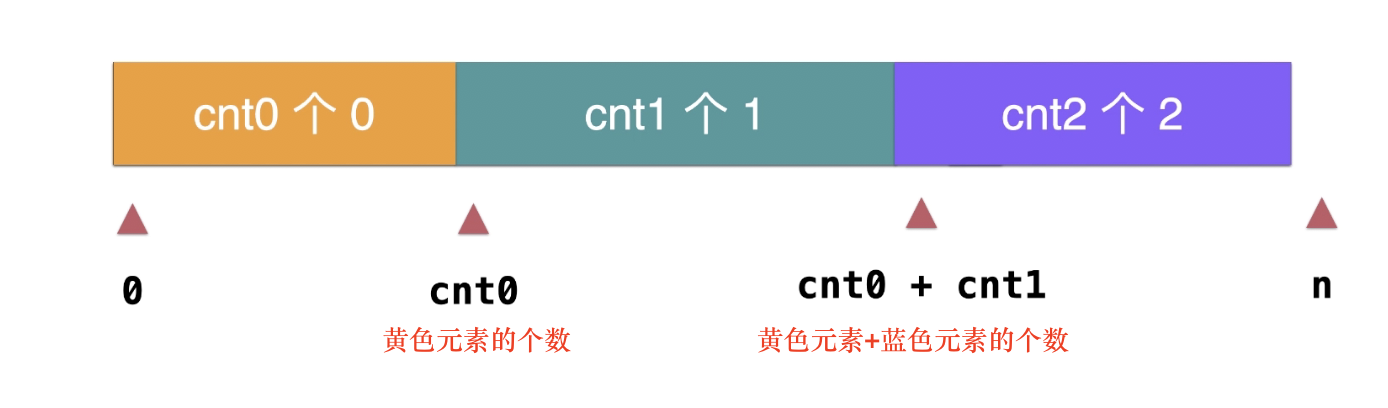 cnt0 个 0 cnt1 个 1 cnt2 个 2
0 cnt0 cnt0 + cnt1 n
黄色元素的个数 黄色元素+蓝色元素的个数